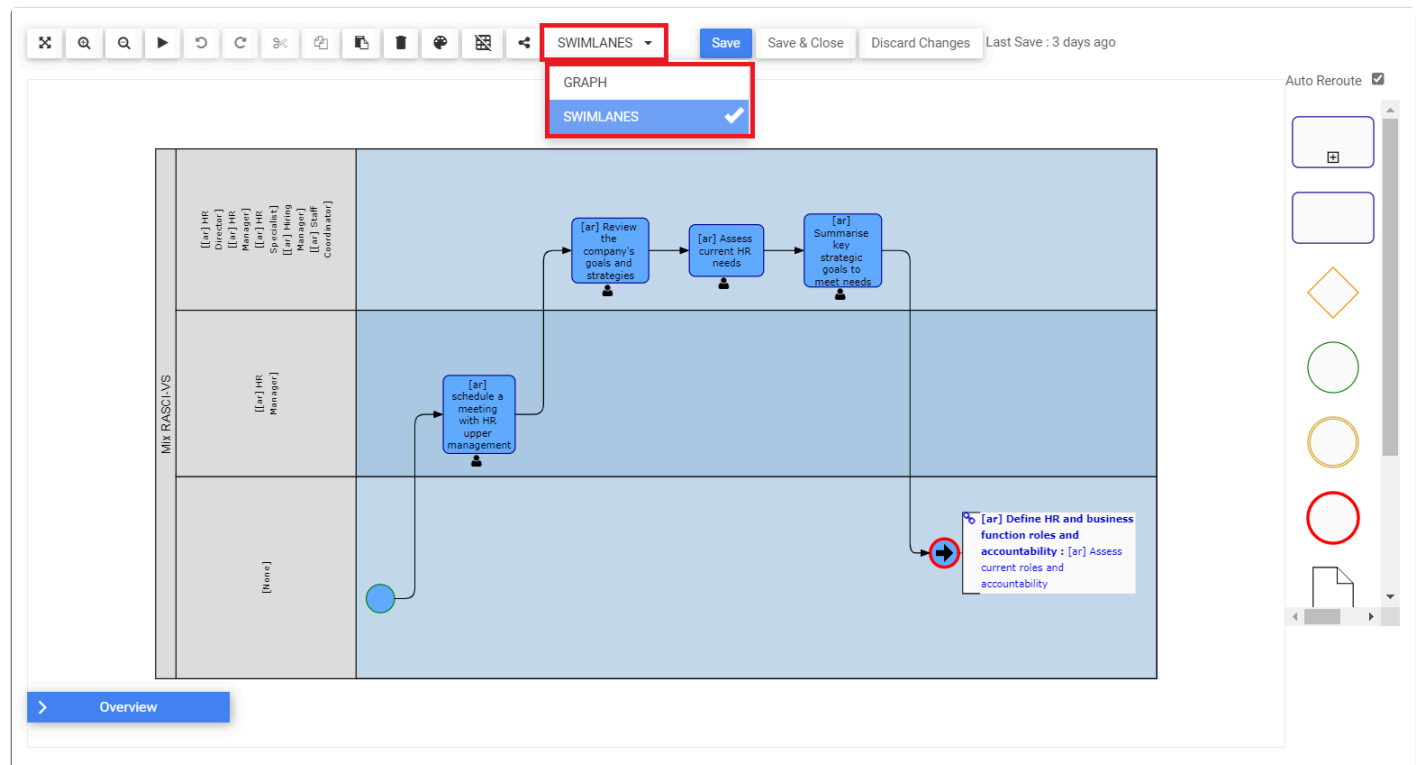 SWIMLANES
Save
Save & Close
Discard Changes
Last Save : 3 days ago
GRAPH
SWIMLANES
Auto Reroute
Mix RASCI-VS
[[ar] HR
Director]
[[ar] HR
Manager]
[[ar] HR
Specialist]
[[ar] Hiring
Manager]
[[ar] Staff
Coordinator]
[ar] Review
the
company's
goals and
strategies
[ar] Assess
current HR
needs
[ar]
Summarise
key
strategic
goals to
meet needs
[[ar] HR
Manager]
[ar]
schedule a
meeting
with HR
upper
management
[None]
[ar] Define HR and business
function roles and
accountability : [ar] Assess
current roles and
accountability
Overview